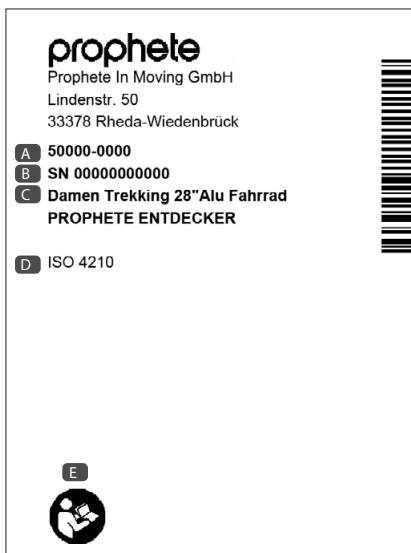 prophete
Prophete In Moving GmbH
Lindenstr. 50
33378 Rheda-Wiedenbrück
A 50000-0000
B SN 00000000000
C Damen Trekking 28"Alu Fahrrad
PROPHETE ENTDECKER
D ISO 4210
E